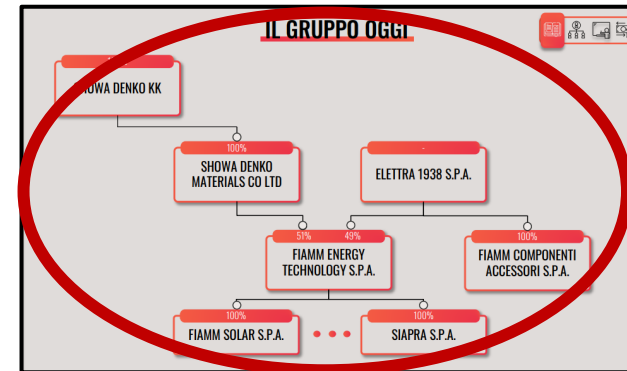 IL GRUPPO OGGI
SHOWA DENKO KK
100%
SHOWA DENKO
MATERIALS CO LTD
-
ELETTRA 1938 S.P.A.
51% 49%
FIAMM ENERGY
TECHNOLOGY S.P.A.
100%
FIAMM COMPONENTI
ACCESSORI S.P.A.
100%
FIAMM SOLAR S.P.A.
100%
SIAPRA S.P.A.